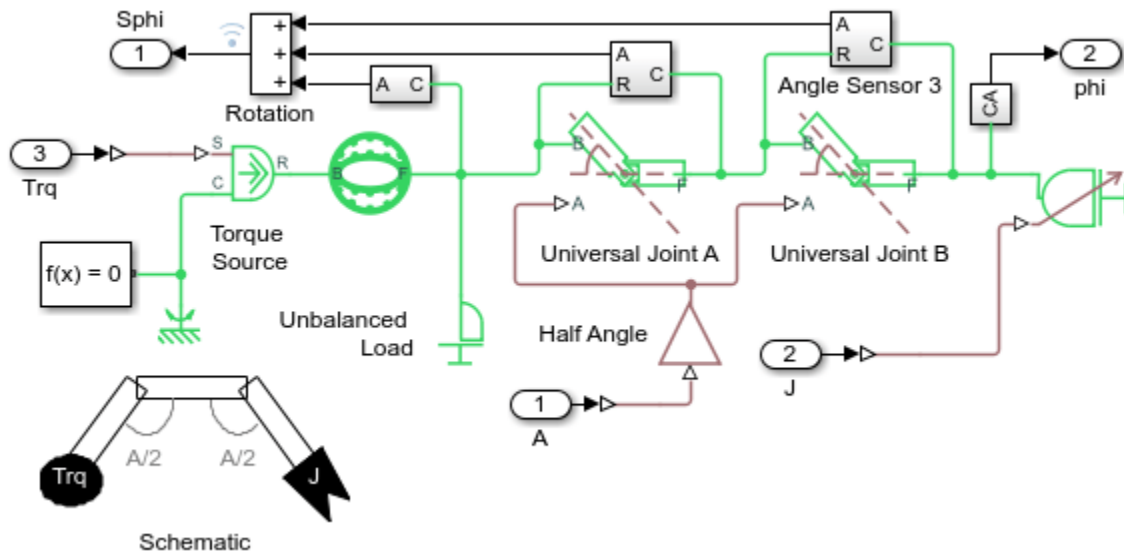 Sphi
1
+
+
+
Rotation
A C
A
R
C
A
R
C
Angle Sensor 3
2
phi
CA
3
Trq
S
C
R
B
F
B
F
A
B
F
A
Torque
Source
f(x) = 0
Universal Joint A
Universal Joint B
Unbalanced
Load
Half Angle
2
J
1
A
A/2
A/2
Trq
J
Schematic